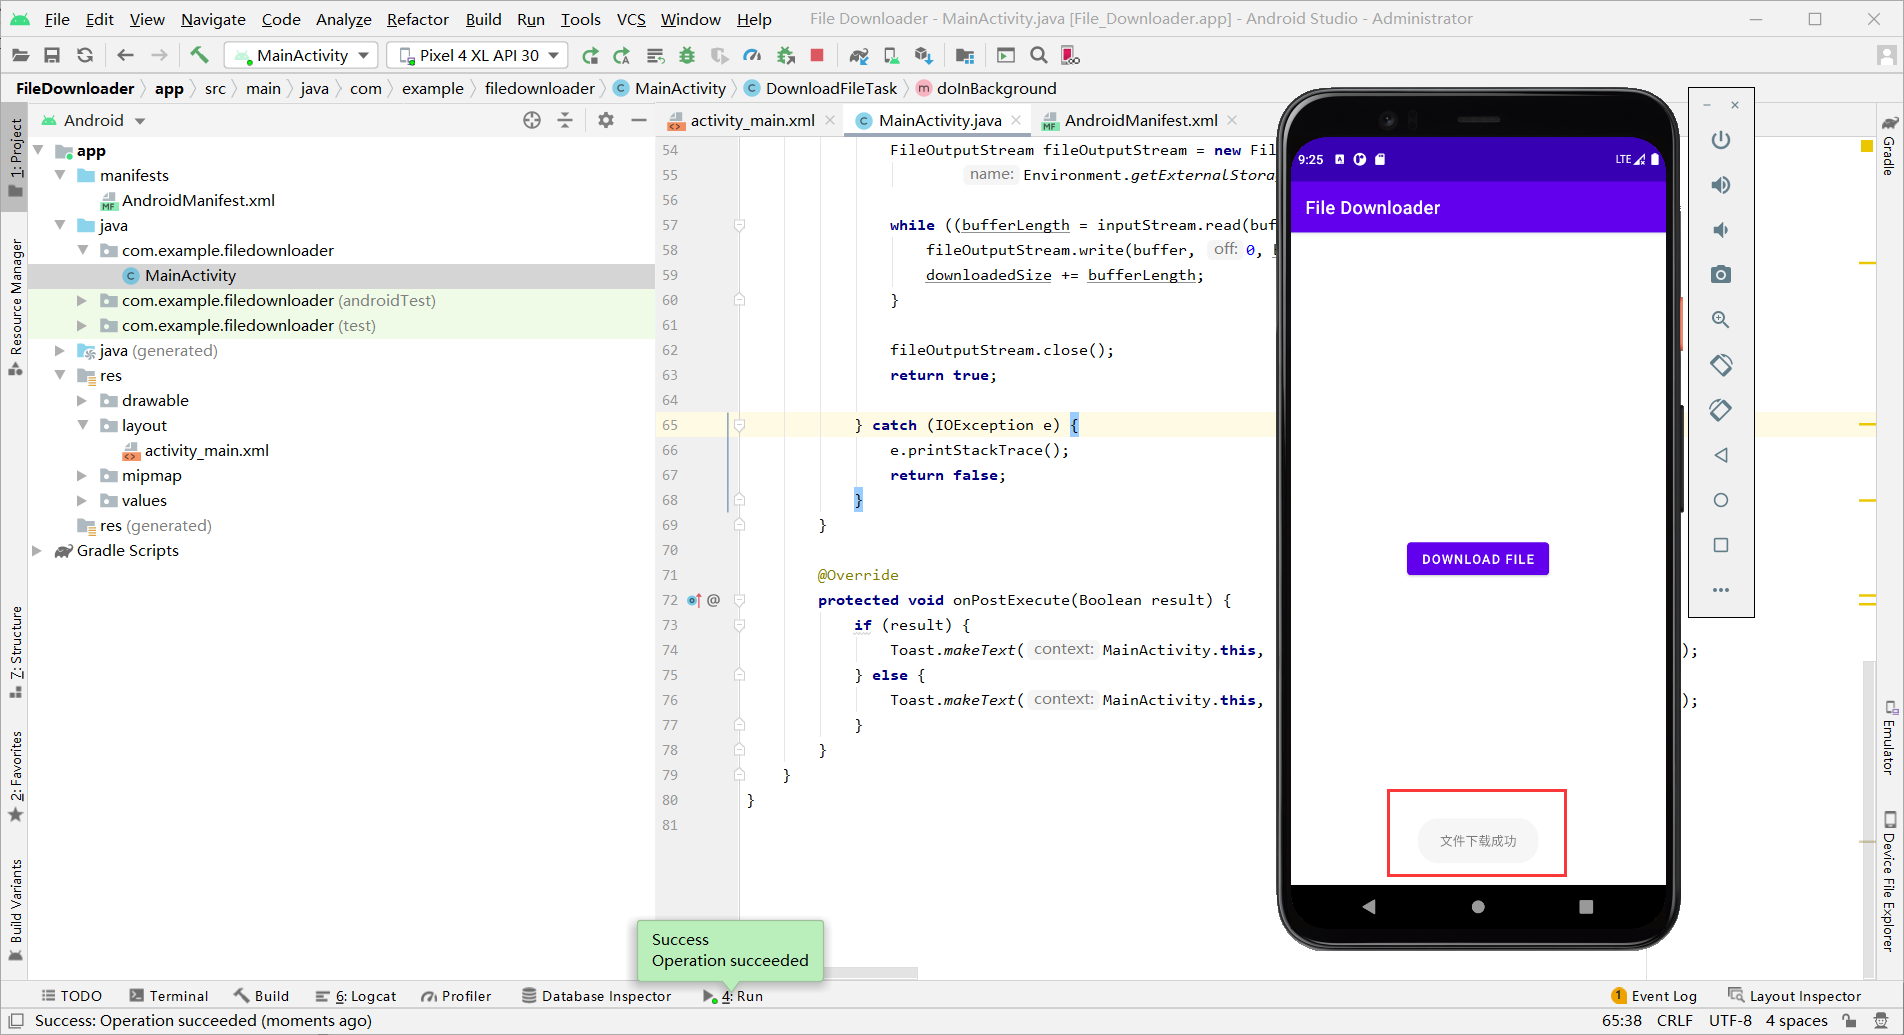 File Edit View Navigate Code Analyze Refactor Build Run Tools VCS Window Help File Downloader - MainActivity.java [File_Downloader.app] - Android Studio - Administrator
MainActivity Pixel 4 XL API 30
FileDownloader app src main java com example filedownloader MainActivity DownloadFileTask doInBackground
Android
activity_main.xml MainActivity.java AndroidManifest.xml
1: Project
Resource Manager
7: Structure
2: Favorites
Build Variants
app
manifests
AndroidManifest.xml
java
com.example.filedownloader
MainActivity
com.example.filedownloader (androidTest)
com.example.filedownloader (test)
java (generated)
res
drawable
layout
activity_main.xml
mipmap
values
res (generated)
Gradle Scripts
54 FileOutputStream fileOutputStream = new Fil
55 name: Environment.getExternalStora
56
57 while ((bufferLength = inputStream.read(buf
58 fileOutputStream.write(buffer, off: 0,
59 downloadedSize += bufferLength;
60 }
61
62 fileOutputStream.close();
63 return true;
64
65 } catch (IOException e) {
66 e.printStackTrace();
67 return false;
68 }
69 }
70
71 @Override
72 protected void onPostExecute(Boolean result) {
73 if (result) {
74 Toast.makeText( context: MainActivity.this, );
75 } else {
76 Toast.makeText( context: MainActivity.this, );
77 }
78 }
79 }
80 }
81
9:25 LTE
File Downloader
DOWNLOAD FILE
文件下载成功
Gradle
Emulator
Device File Explorer
Success
Operation succeeded
TODO Terminal Build 6: Logcat Profiler Database Inspector 4: Run 1 Event Log Layout Inspector
Success: Operation succeeded (moments ago) 65:38 CRLF UTF-8 4 spaces